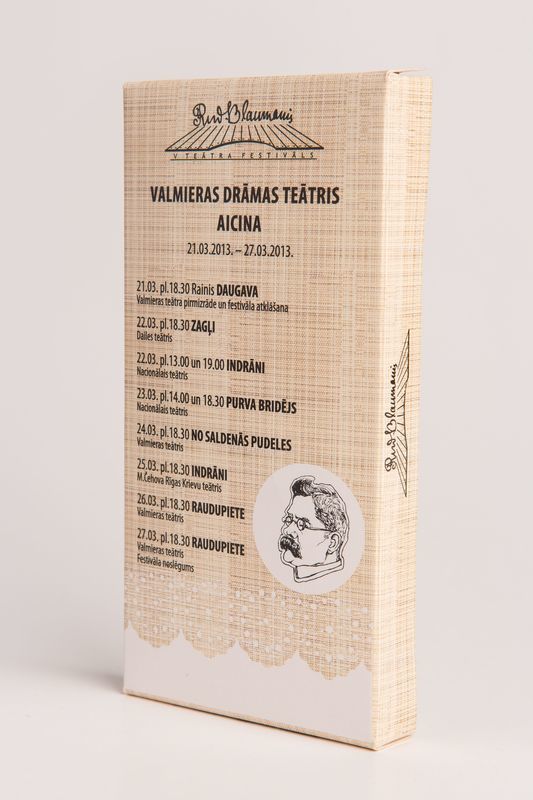 Rud Blaumanis
V TEĀTRA FESTIVĀLS
VALMIERAS DRĀMAS TEĀTRIS
AICINA
21.03.2013. – 27.03.2013.
21.03. pl.18.30 Rainis DAUGAVA
Valmieras teātra pirmizrāde un festivāla atklāšana
22.03. pl.18.30 ZAGĻI
Dailes teātris
22.03. pl.13.00 un 19.00 INDRĀNI
Nacionālais teātris
23.03. pl.14.00 un 18.30 PURVA BRIDĒJS
Nacionālais teātris
24.03. pl.18.30 NO SALDENĀS PUDELES
Valmieras teātris
25.03. pl.18.30 INDRĀNI
M.Čehova Rīgas Krievu teātris
26.03. pl.18.30 RAUDUPIETE
Valmieras teātris
27.03. pl.18.30 RAUDUPIETE
Valmieras teātris
Festivāla noslēgums
Rud Blaumanis